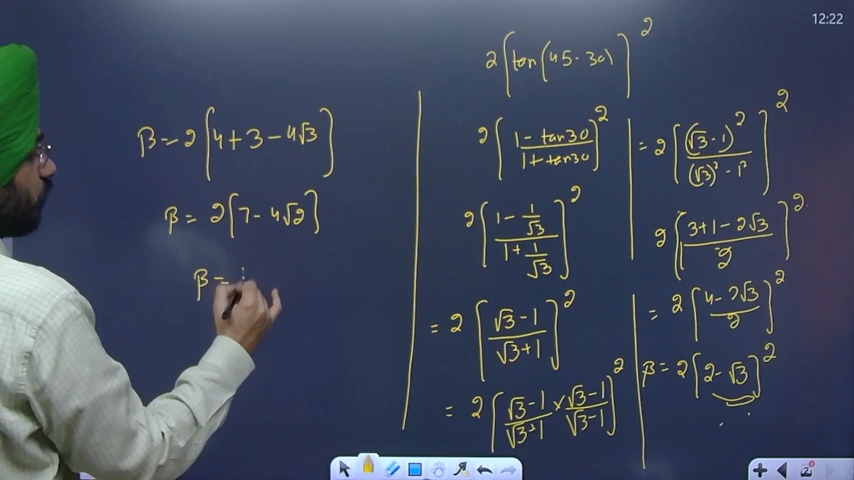 12:22
β = 2[4 + 3 - 4√3]
β = 2[7 - 4√2]
β =
2[tan(45 - 30)]^2
2[(1 - tan30)/(1 + tan30)]^2
2[(1 - 1/√3)/(1 + 1/√3)]^2
= 2[(√3 - 1)/(√3 + 1)]^2
= 2[(√3 - 1)/(√3 + 1) × (√3 - 1)/(√3 - 1)]^2
= 2[(√3 - 1)^2/((√3)^2 - 1^2)]^2
2[(3 + 1 - 2√3)/2]^2
= 2[(4 - 2√3)/2]^2
β = 2[2 - √3]^2
2